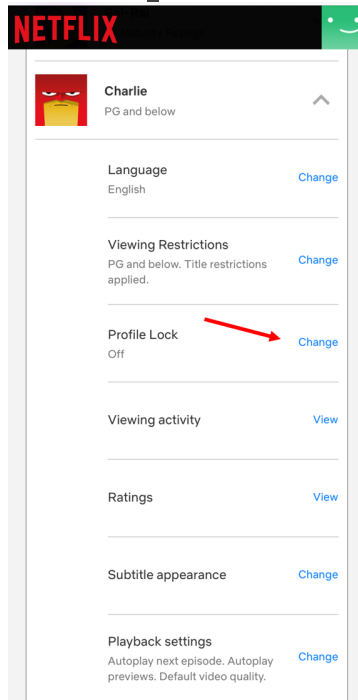 NETFLIX
Charlie
PG and below
Language
Change
English
Viewing Restrictions
PG and below. Title restrictions
Change
applied.
Profile Lock
Change
Off
Viewing activity
View
Ratings
View
Subtitle appearance
Change
Playback settings
Autoplay next episode. Autoplay
Change
previews. Default video quality.